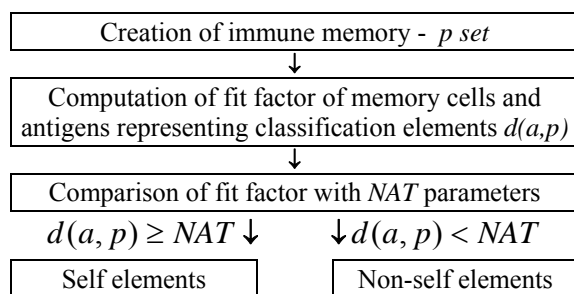 Creation of immune memory - p set
↓
Computation of fit factor of memory cells and
antigens representing classification elements d(a,p)
↓
Comparison of fit factor with NAT parameters
d(a, p) ≥ NAT ↓ ↓ d(a, p) < NAT
Self elements Non-self elements